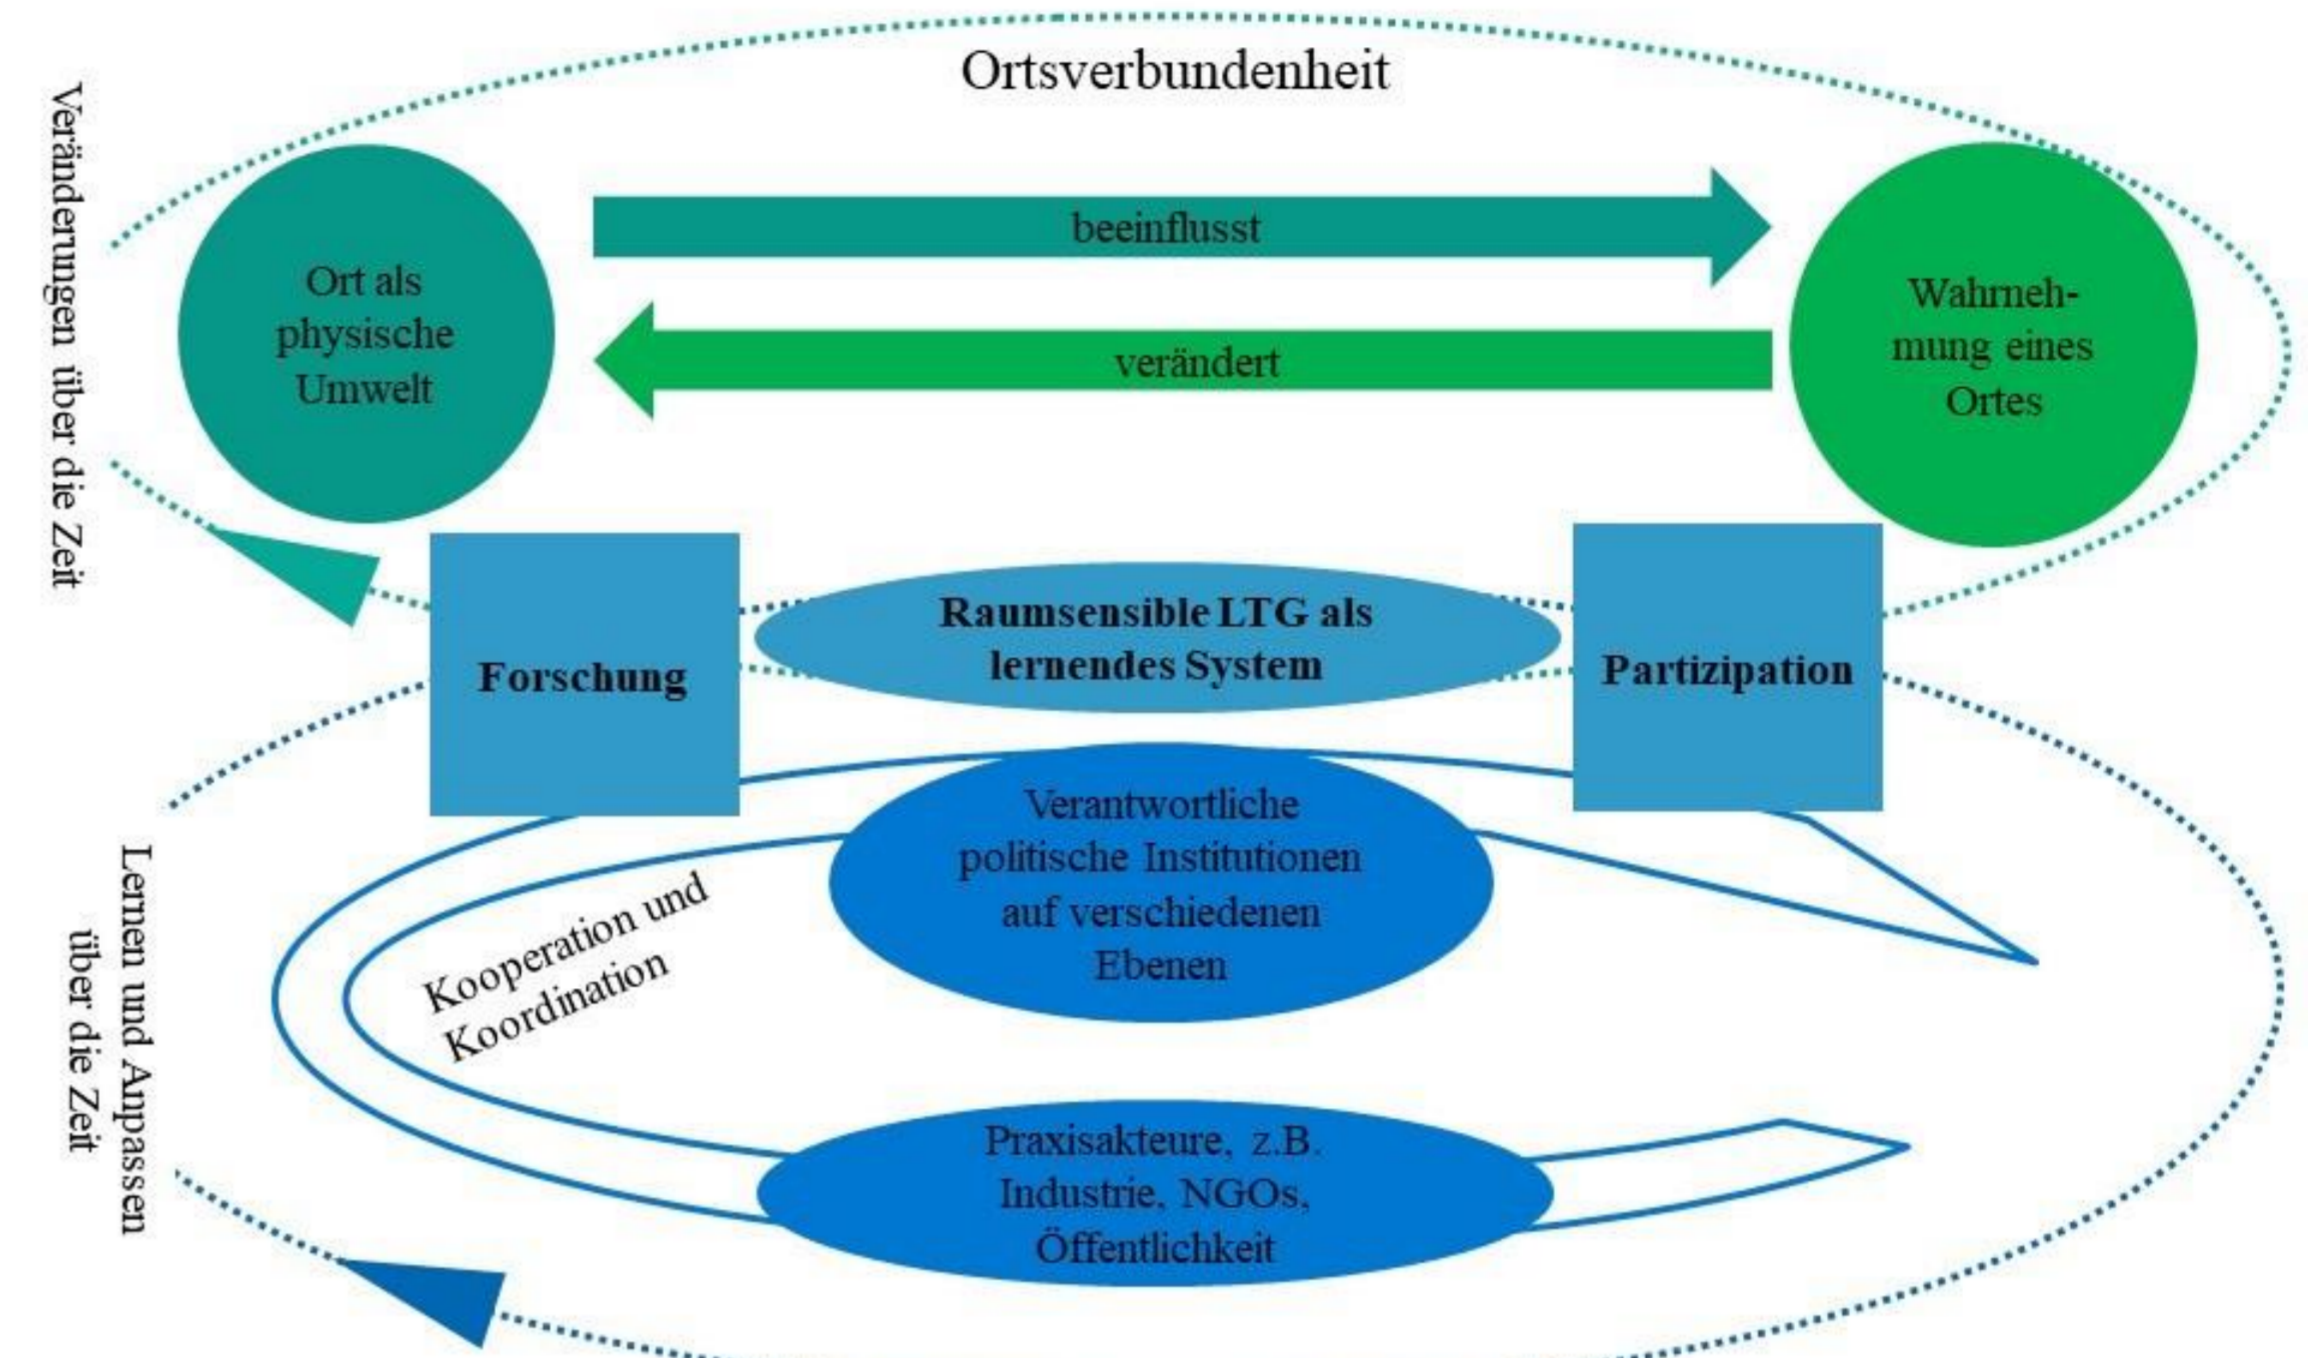 Ortsverbundenheit
Veränderungen über die Zeit
beeinflusst
Ort als
physische
Umwelt
Wahrneh-
mung eines
Ortes
verändert
Forschung
Raumsensible LTG als
lernendes System
Partizipation
Verantwortliche
politische Institutionen
auf verschiedenen
Ebenen
Kooperation und
Koordination
Lernen und Anpassen
über die Zeit
Praxisakteure, z.B.
Industrie, NGOs,
Öffentlichkeit